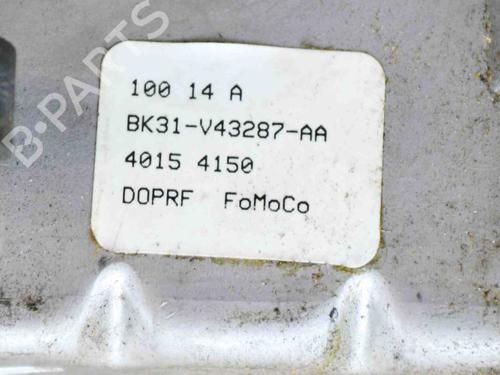 B-PARTS
100 14 A
BK31-V43287-AA
4015 4150
DOPRF FoMoCo